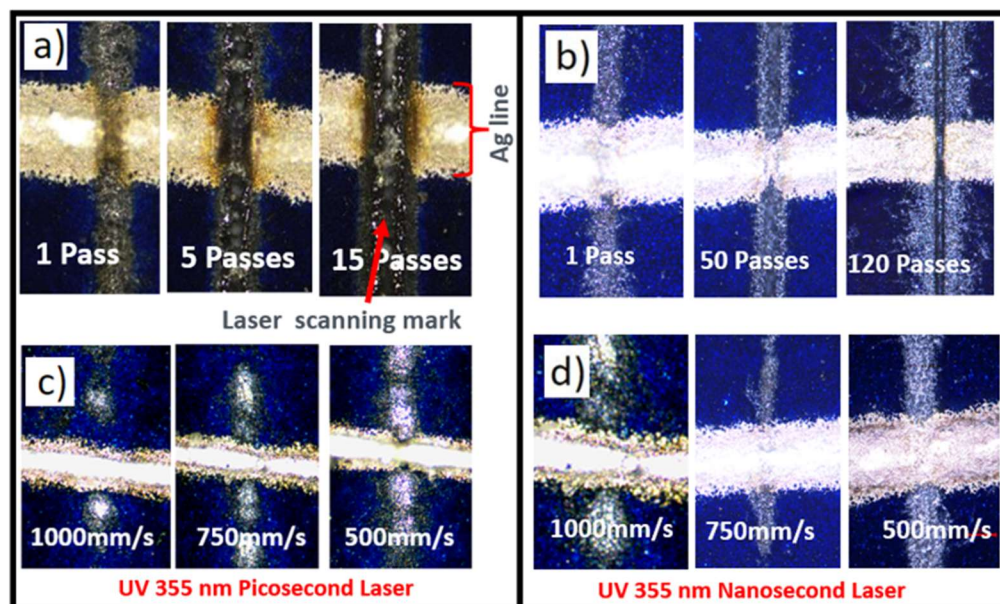 a)
1 Pass
5 Passes
15 Passes
Ag line
Laser scanning mark
b)
1 Pass
50 Passes
120 Passes
c)
1000mm/s
750mm/s
500mm/s
UV 355 nm Picosecond Laser
d)
1000mm/s
750mm/s
500mm/s
UV 355 nm Nanosecond Laser